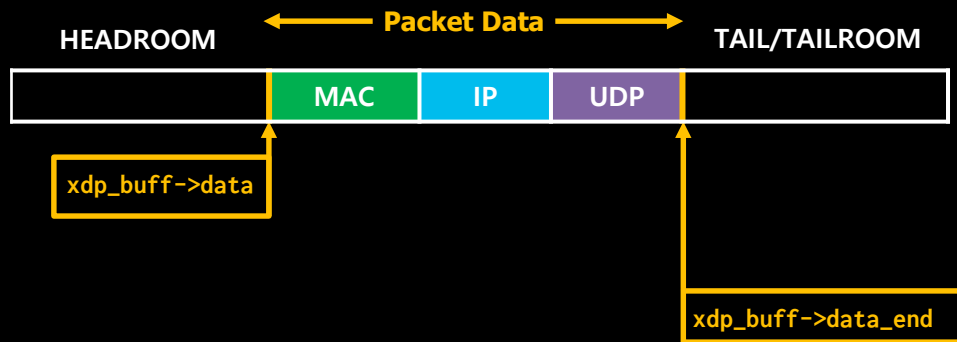 Packet Data
HEADROOM
TAIL/TAILROOM
MAC IP UDP
xdp_buff->data
xdp_buff->data_end